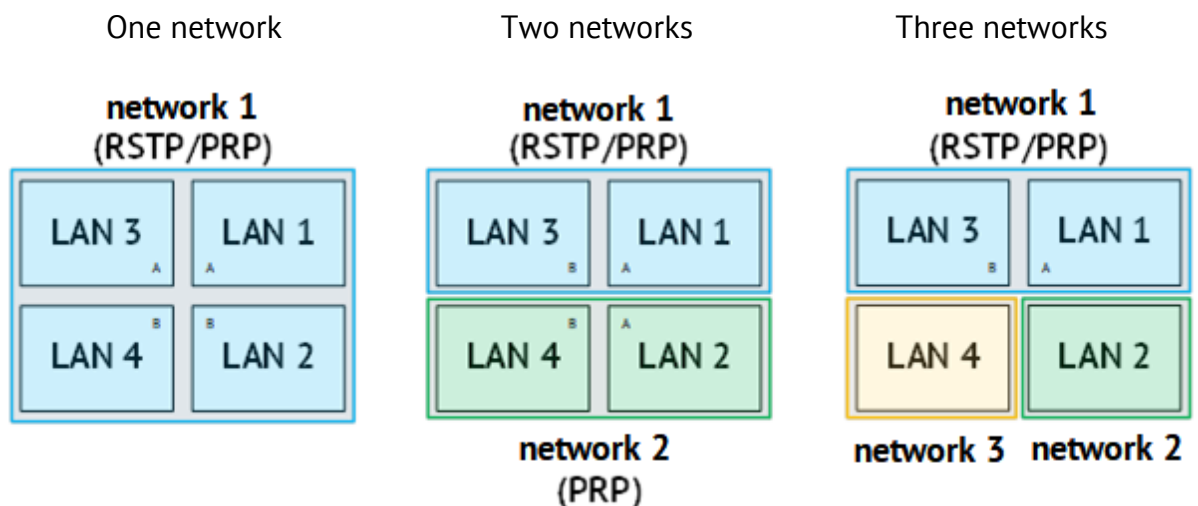 One network
Two networks
Three networks
network 1
(RSTP/PRP)
LAN 3
A
LAN 1
A
LAN 4
B
LAN 2
B
network 1
(RSTP/PRP)
LAN 3
B
LAN 1
A
LAN 4
B
LAN 2
A
network 2
(PRP)
network 1
(RSTP/PRP)
LAN 3
B
LAN 1
A
LAN 4
LAN 2
network 3
network 2